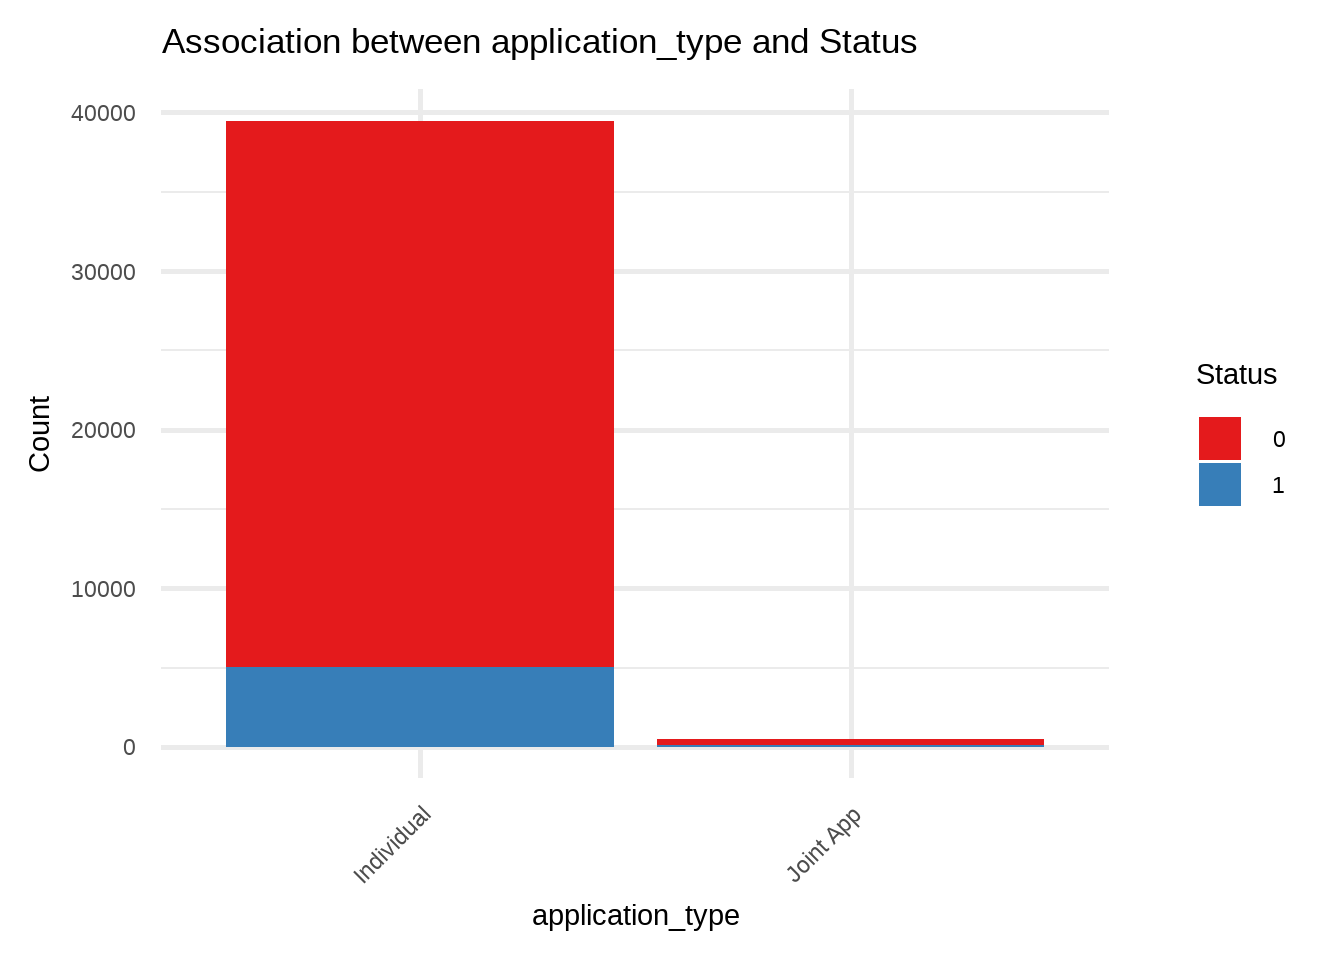 Association between application_type and Status
40000
30000
20000
10000
0
Count
Individual
Joint App
application_type
Status
0
1